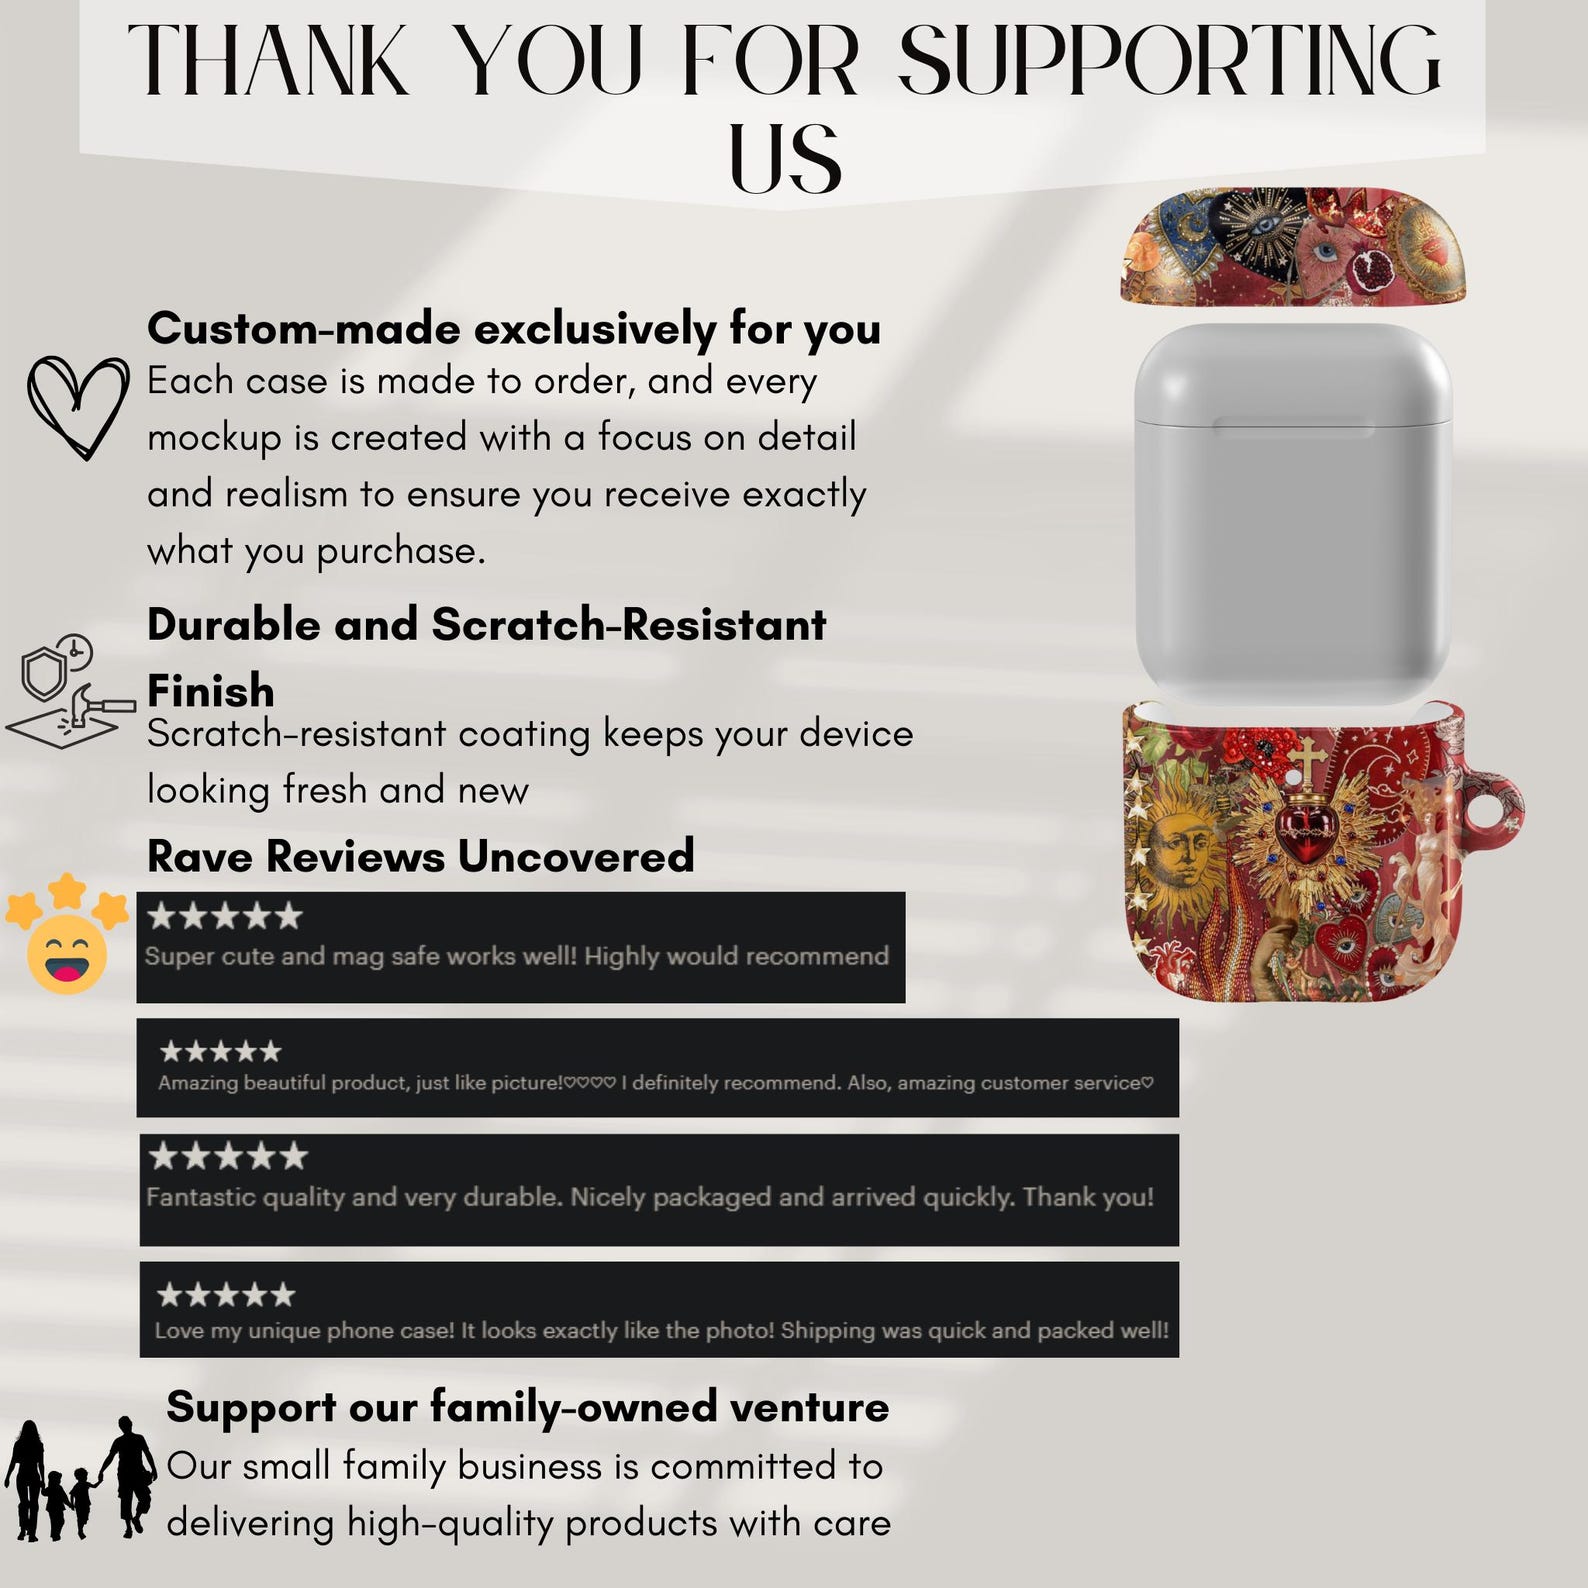 THANK YOU FOR SUPPORTING
US
Custom-made exclusively for you
Each case is made to order, and every
mockup is created with a focus on detail
and realism to ensure you receive exactly
what you purchase.
Durable and Scratch-Resistant
Finish
Scratch-resistant coating keeps your device
looking fresh and new
Rave Reviews Uncovered
★★★★★
Super cute and mag safe works well! Highly would recommend
★★★★★
Amazing beautiful product, just like picture!♡♡♡♡ I definitely recommend. Also, amazing customer service♡
★★★★★
Fantastic quality and very durable. Nicely packaged and arrived quickly. Thank you!
★★★★★
Love my unique phone case! It looks exactly like the photo! Shipping was quick and packed well!
Support our family-owned venture
Our small family business is committed to
delivering high-quality products with care